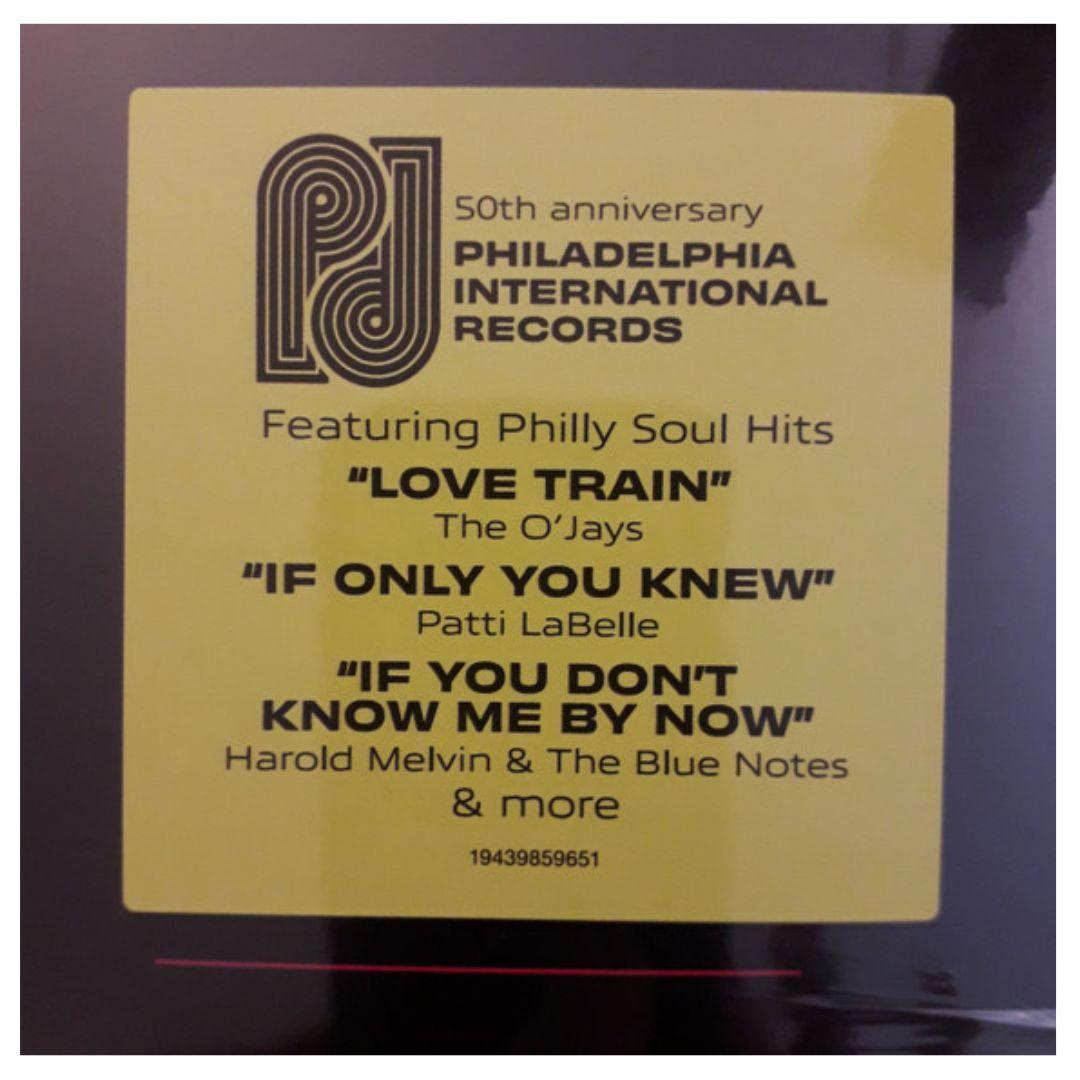 50th anniversary
PHILADELPHIA
INTERNATIONAL
RECORDS
Featuring Philly Soul Hits
“LOVE TRAIN”
The O’Jays
“IF ONLY YOU KNEW”
Patti LaBelle
“IF YOU DON’T
KNOW ME BY NOW”
Harold Melvin & The Blue Notes
& more
19439859651